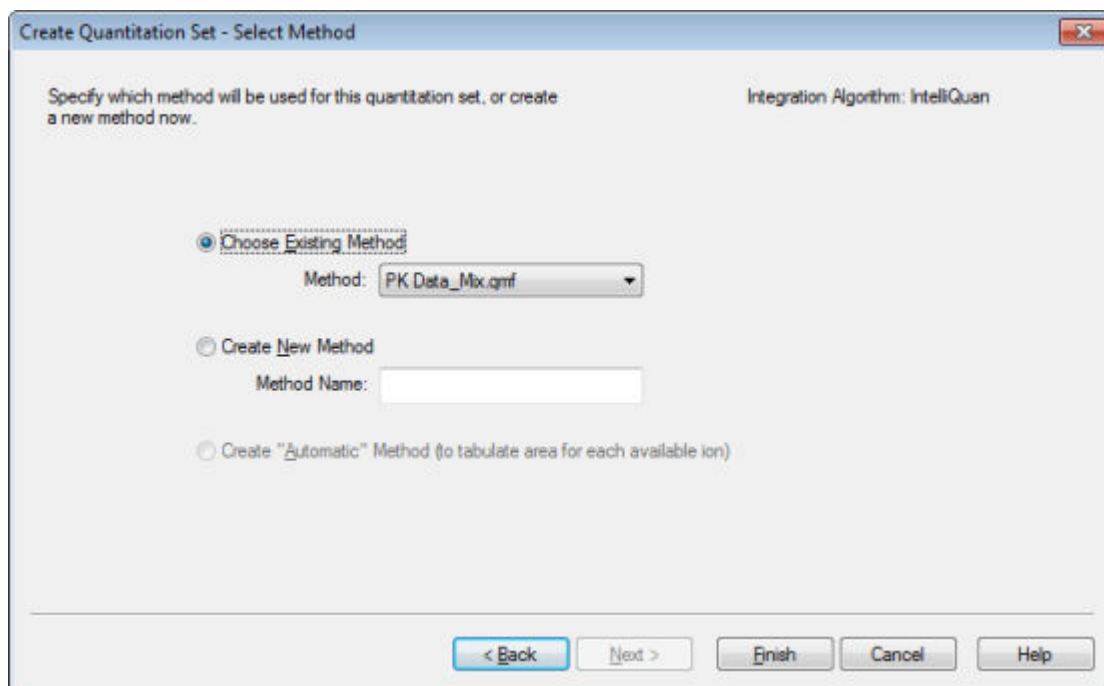 Create Quantitation Set - Select Method
Specify which method will be used for this quantitation set, or create
a new method now.
Integration Algorithm: IntelliQuan
Choose Existing Method
Method: PK Data_Mix.qmf
Create New Method
Method Name:
Create "Automatic" Method (to tabulate area for each available ion)
< Back Next > Finish Cancel Help